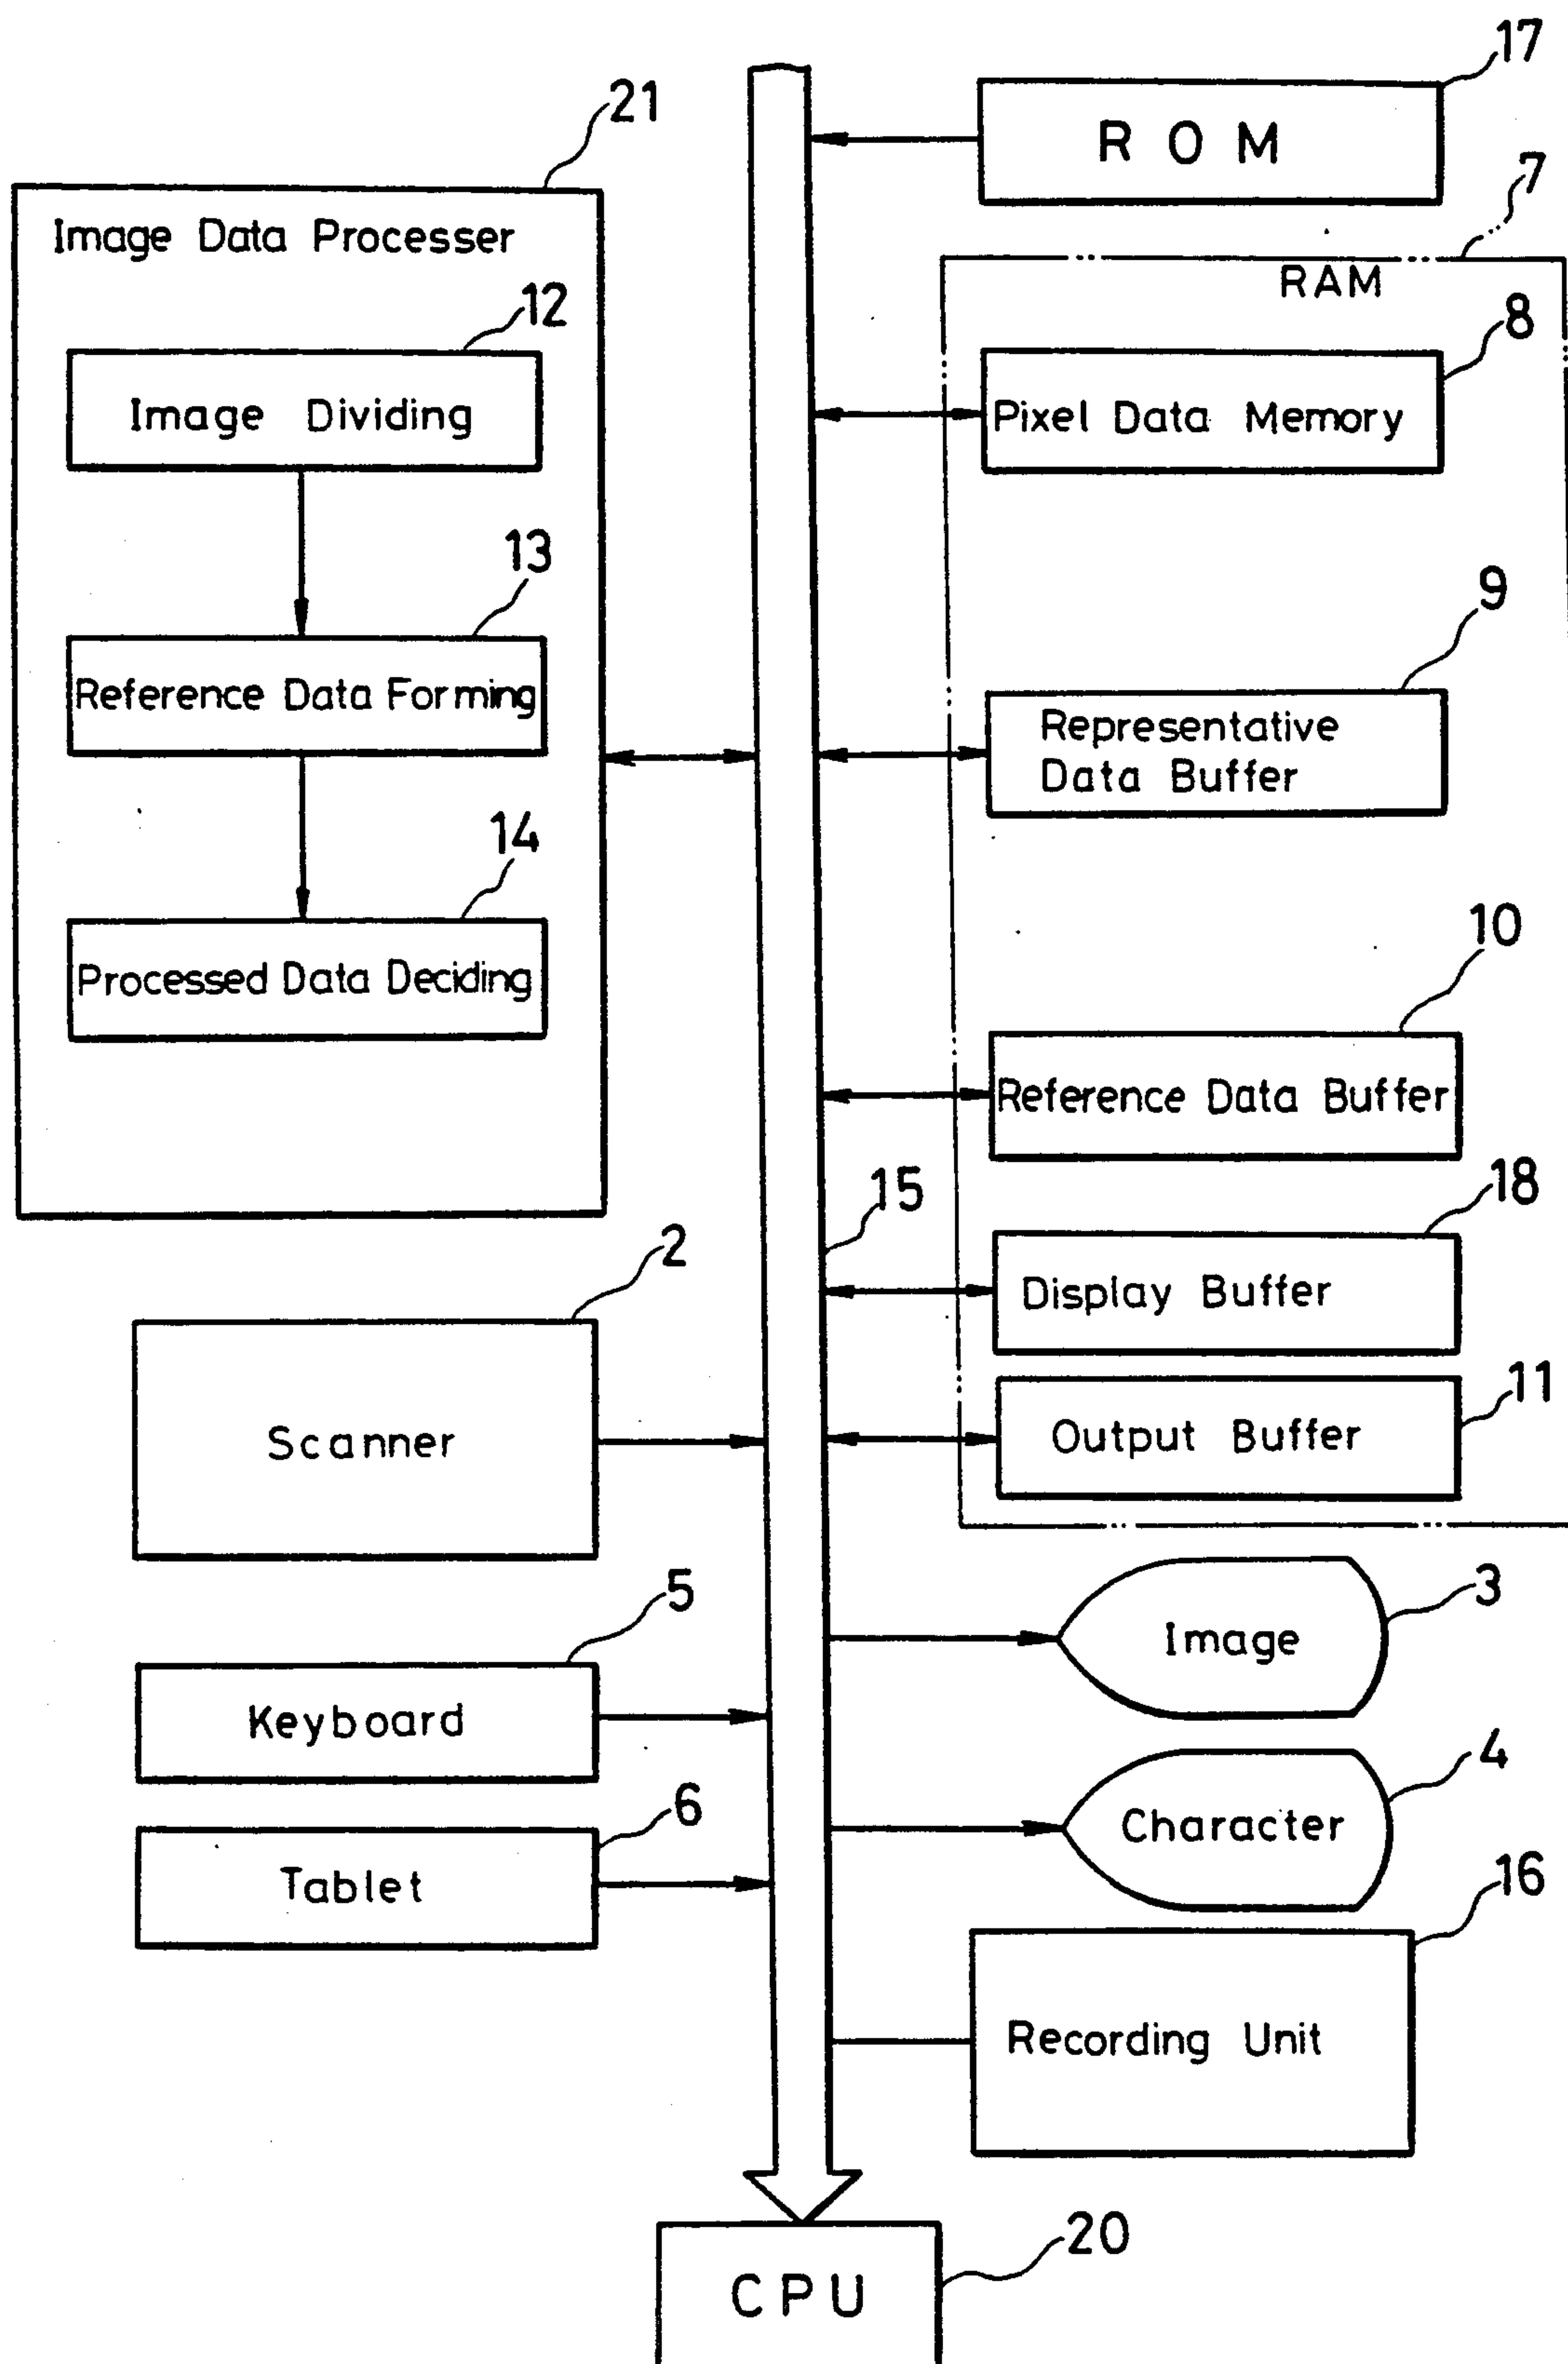 17
ROM
21
7
Image Data Processer
RAM
12
8
Image Dividing
Pixel Data Memory
13
9
Reference Data Forming
Representative
Data Buffer
14
10
Processed Data Deciding
Reference Data Buffer
15
18
2
Display Buffer
11
Scanner
Output Buffer
5
3
Image
Keyboard
4
6
Character
Tablet
16
Recording Unit
20
CPU